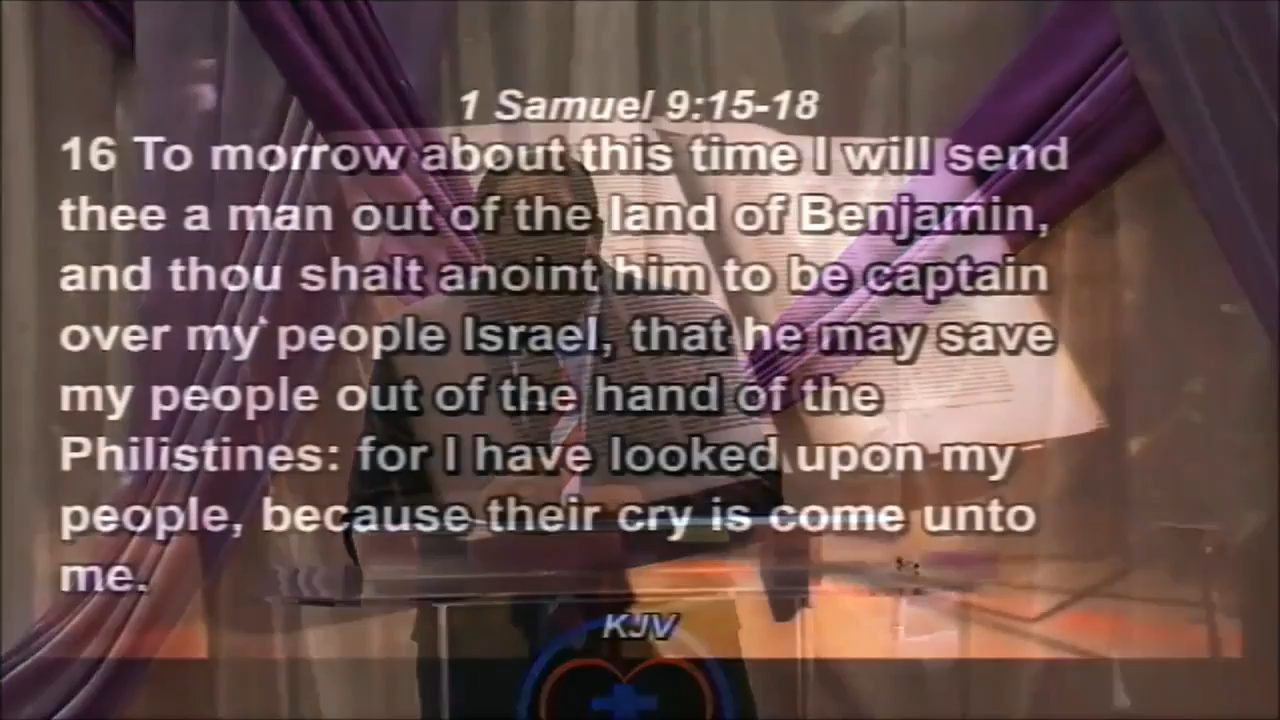 1 Samuel 9:15-18
16 To morrow about this time I will send
thee a man out of the land of Benjamin,
and thou shalt anoint him to be captain
over my people Israel, that he may save
my people out of the hand of the
Philistines: for I have looked upon my
people, because their cry is come unto
me.
KJV